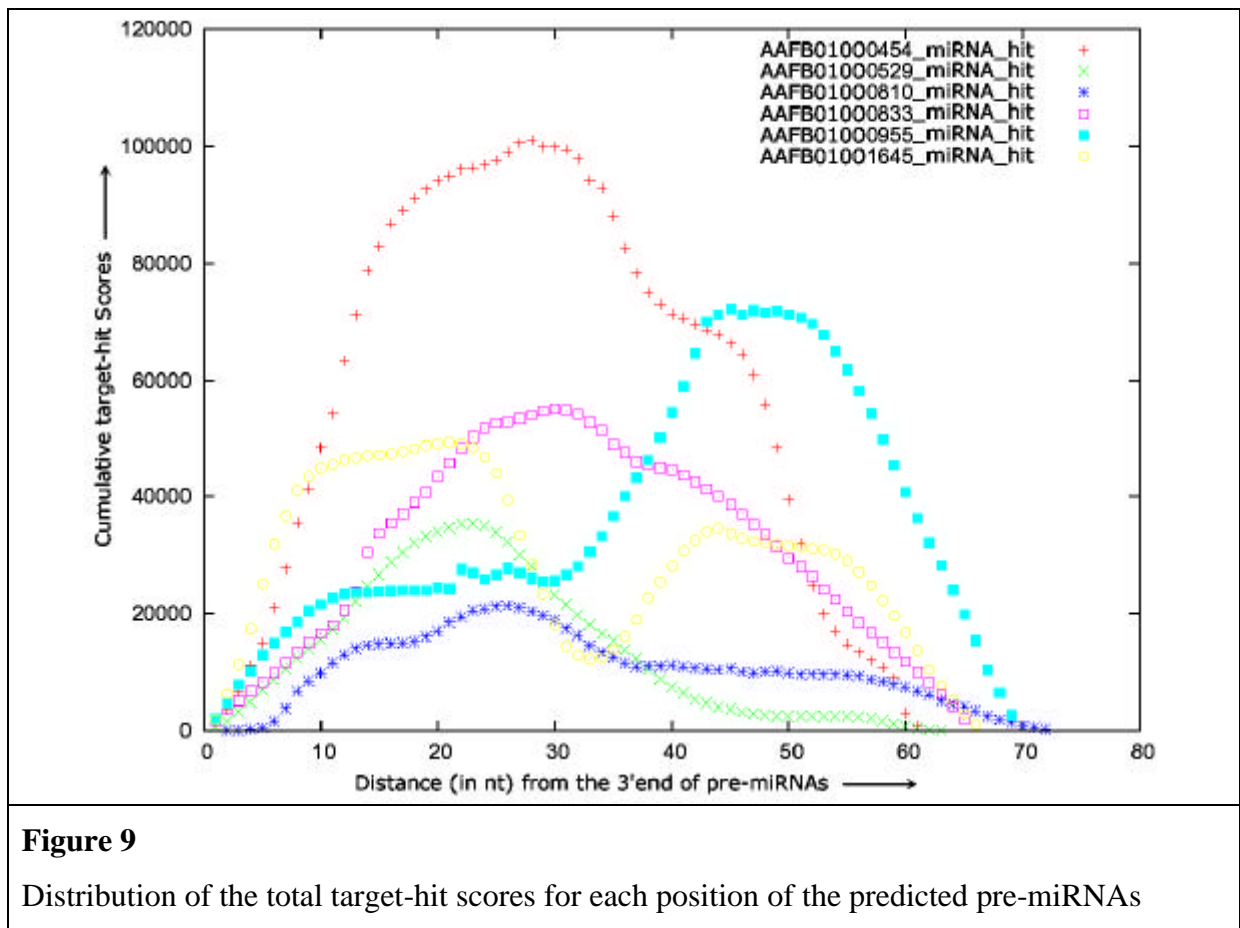 120000
100000
80000
60000
40000
20000
0
Cumulative target-hit Scores
AAFB01000454_miRNA_hit
AAFB01000529_miRNA_hit
AAFB01000810_miRNA_hit
AAFB01000833_miRNA_hit
AAFB01000955_miRNA_hit
AAFB01001645_miRNA_hit
0 10 20 30 40 50 60 70 80
Distance (in nt) from the 3'end of pre-miRNAs
Figure 9
Distribution of the total target-hit scores for each position of the predicted pre-miRNAs